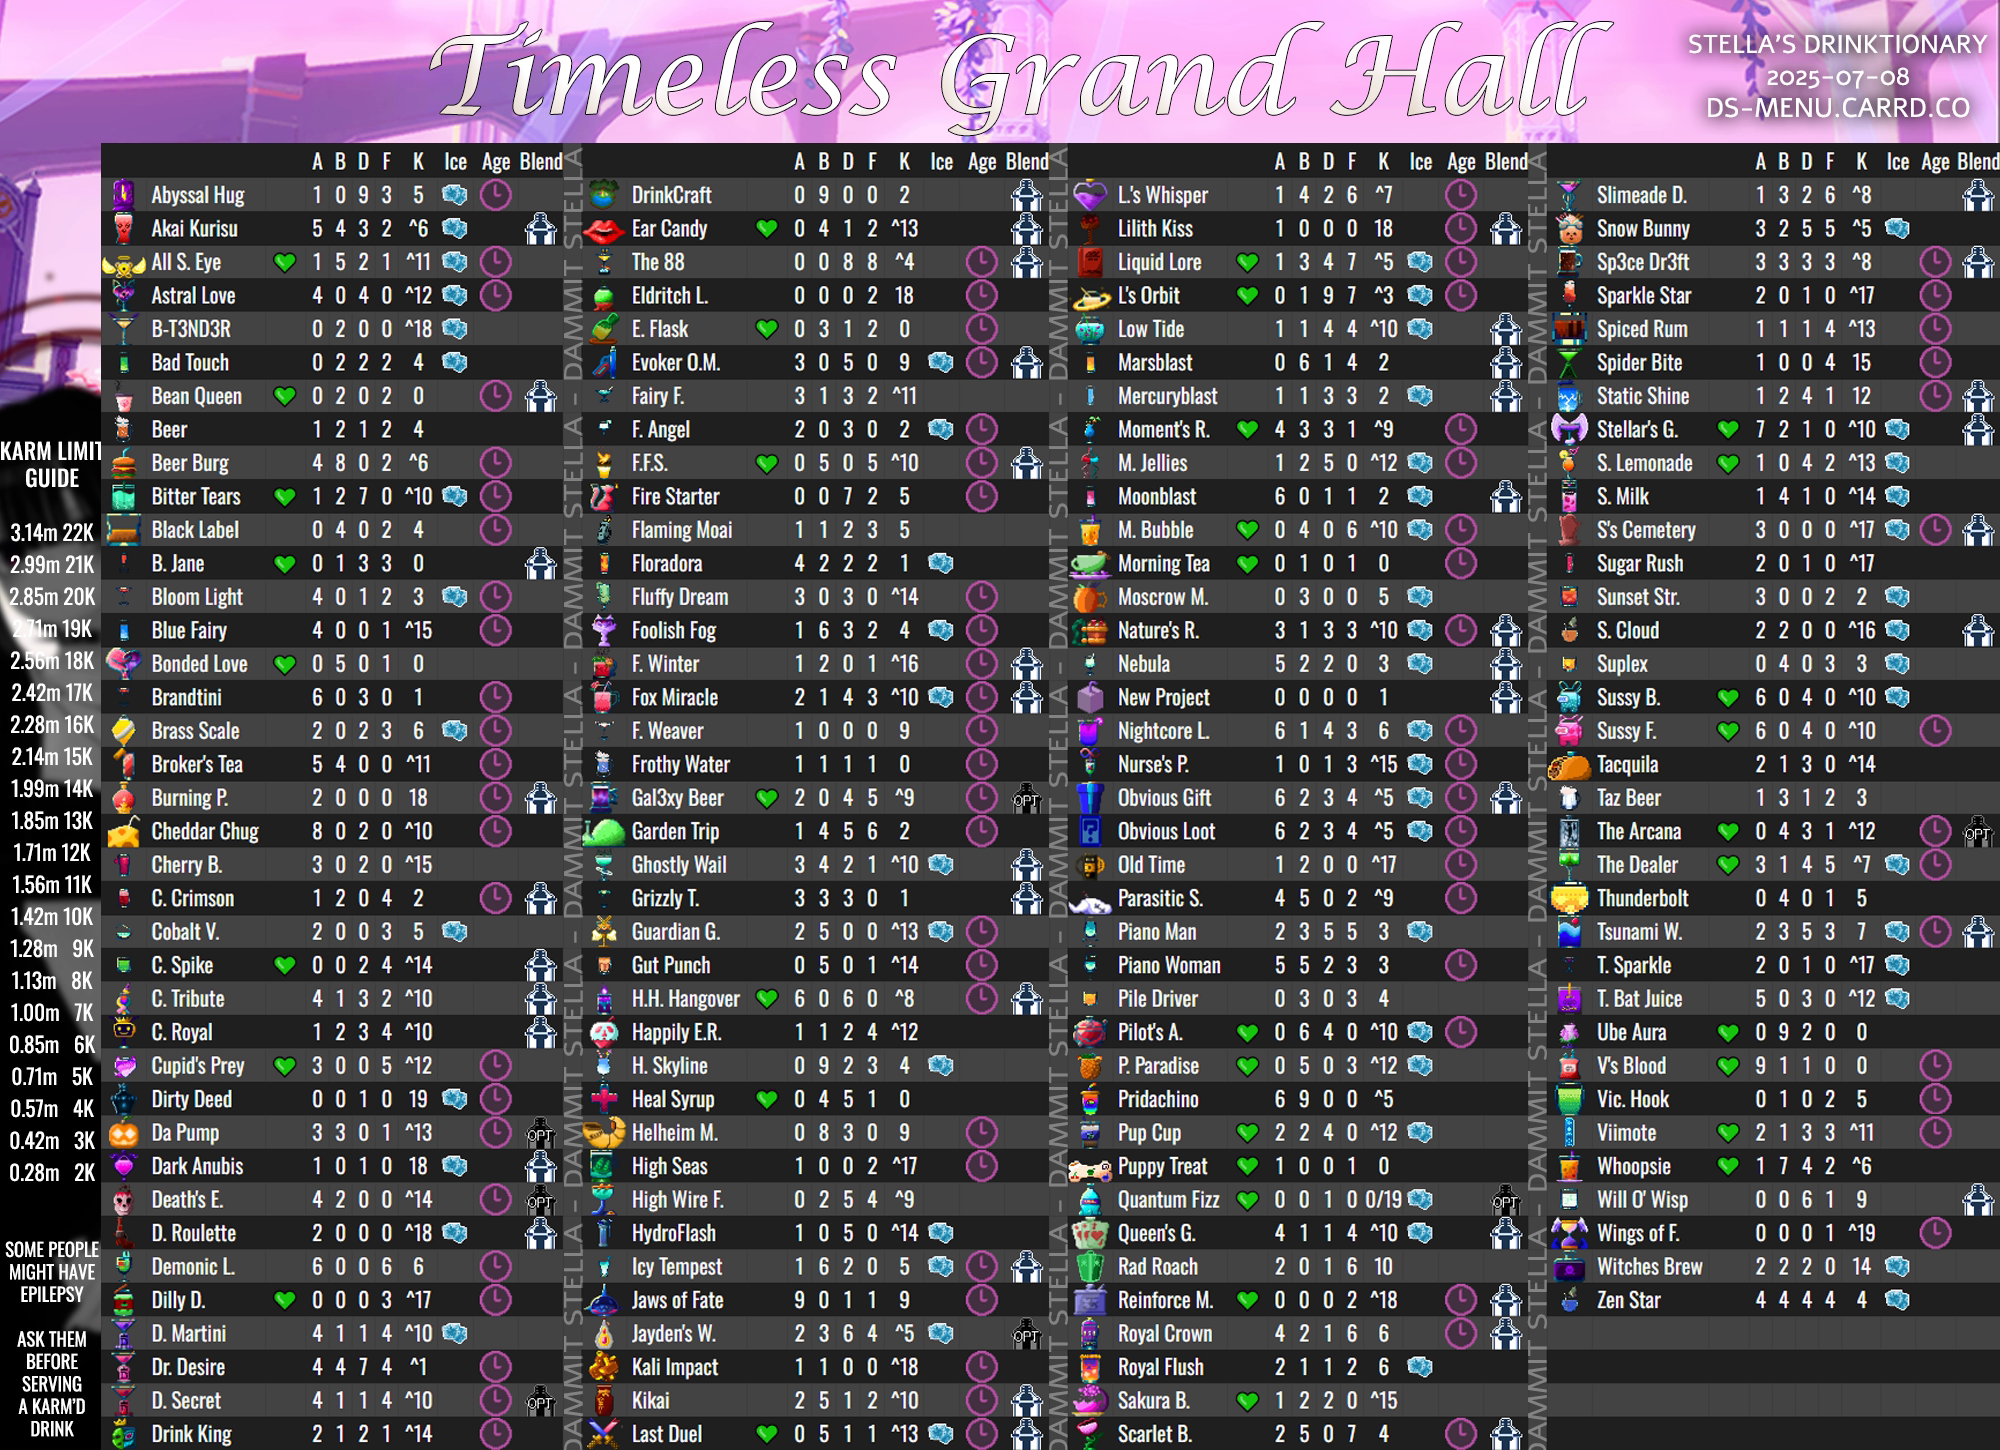 Timeless Grand Hall
STELLA'S DRINKTIONARY
2025-07-08
DS-MENU.CARRD.CO
KARM LIMIT
GUIDE
3.14m 22K
2.99m 21K
2.85m 20K
2.71m 19K
2.56m 18K
2.42m 17K
2.28m 16K
2.14m 15K
1.99m 14K
1.85m 13K
1.71m 12K
1.56m 11K
1.42m 10K
1.28m 9K
1.13m 8K
1.00m 7K
0.85m 6K
0.71m 5K
0.57m 4K
0.42m 3K
0.28m 2K
SOME PEOPLE
MIGHT HAVE
EPILEPSY
ASK THEM
BEFORE
SERVING
A KARM'D
DRINK
A B D F K Ice Age Blend
Abyssal Hug 1 0 9 3 5
Akai Kurisu 5 4 3 2 ^6
All S. Eye 1 5 2 1 ^11
Astral Love 4 0 4 0 ^12
B-T3ND3R 0 2 0 0 ^18
Bad Touch 0 2 2 2 4
Bean Queen 0 2 0 2 0
Beer 1 2 1 2 4
Beer Burg 4 8 0 2 ^6
Bitter Tears 1 2 7 0 ^10
Black Label 0 4 0 2 4
B. Jane 0 1 3 3 0
Bloom Light 4 0 1 2 3
Blue Fairy 4 0 0 1 ^15
Bonded Love 0 5 0 1 0
Brandtini 6 0 3 0 1
Brass Scale 2 0 2 3 6
Broker's Tea 5 4 0 0 ^11
Burning P. 2 0 0 0 18
Cheddar Chug 8 0 2 0 ^10
Cherry B. 3 0 2 0 ^15
C. Crimson 1 2 0 4 2
Cobalt V. 2 0 0 3 5
C. Spike 0 0 2 4 ^14
C. Tribute 4 1 3 2 ^10
C. Royal 1 2 3 4 ^10
Cupid's Prey 3 0 0 5 ^12
Dirty Deed 0 0 1 0 19
Da Pump 3 3 0 1 ^13 OPT
Dark Anubis 1 0 1 0 18
Death's E. 4 2 0 0 ^14 OPT
D. Roulette 2 0 0 0 ^18
Demonic L. 6 0 0 6 6
Dilly D. 0 0 0 3 ^17
D. Martini 4 1 1 4 ^10
Dr. Desire 4 4 7 4 ^1
D. Secret 4 1 1 4 ^10 OPT
Drink King 2 1 2 1 ^14
DAMMIT STELLA - DAMMIT STELLA - DAMMIT STELLA
A B D F K Ice Age Blend
DrinkCraft 0 9 0 0 2
Ear Candy 0 4 1 2 ^13
The 88 0 0 8 8 ^4
Eldritch L. 0 0 0 2 18
E. Flask 0 3 1 2 0
Evoker O.M. 3 0 5 0 9
Fairy F. 3 1 3 2 ^11
F. Angel 2 0 3 0 2
F.F.S. 0 5 0 5 ^10
Fire Starter 0 0 7 2 5
Flaming Moai 1 1 2 3 5
Floradora 4 2 2 2 1
Fluffy Dream 3 0 3 0 ^14
Foolish Fog 1 6 3 2 4
F. Winter 1 2 0 1 ^16
Fox Miracle 2 1 4 3 ^10
F. Weaver 1 0 0 0 9
Frothy Water 1 1 1 1 0
Gal3xy Beer 2 0 4 5 ^9 OPT
Garden Trip 1 4 5 6 2
Ghostly Wail 3 4 2 1 ^10
Grizzly T. 3 3 3 0 1
Guardian G. 2 5 0 0 ^13
Gut Punch 0 5 0 1 ^14
H.H. Hangover 6 0 6 0 ^8
Happily E.R. 1 1 2 4 ^12
H. Skyline 0 9 2 3 4
Heal Syrup 0 4 5 1 0
Helheim M. 0 8 3 0 9
High Seas 1 0 0 2 ^17
High Wire F. 0 2 5 4 ^9
HydroFlash 1 0 5 0 ^14
Icy Tempest 1 6 2 0 5
Jaws of Fate 9 0 1 1 9
Jayden's W. 2 3 6 4 ^5 OPT
Kali Impact 1 1 0 0 ^18
Kikai 2 5 1 2 ^10
Last Duel 0 5 1 1 ^13
DAMMIT STELLA - DAMMIT STELLA - DAMMIT STELLA
A B D F K Ice Age Blend
L.'s Whisper 1 4 2 6 ^7
Lilith Kiss 1 0 0 0 18
Liquid Lore 1 3 4 7 ^5
L's Orbit 0 1 9 7 ^3
Low Tide 1 1 4 4 ^10
Marsblast 0 6 1 4 2
Mercuryblast 1 1 3 3 2
Moment's R. 4 3 3 1 ^9
M. Jellies 1 2 5 0 ^12
Moonblast 6 0 1 1 2
M. Bubble 0 4 0 6 ^10
Morning Tea 0 1 0 1 0
Moscrow M. 0 3 0 0 5
Nature's R. 3 1 3 3 ^10
Nebula 5 2 2 0 3
New Project 0 0 0 0 1
Nightcore L. 6 1 4 3 6
Nurse's P. 1 0 1 3 ^15
Obvious Gift 6 2 3 4 ^5
Obvious Loot 6 2 3 4 ^5
Old Time 1 2 0 0 ^17
Parasitic S. 4 5 0 2 ^9
Piano Man 2 3 5 5 3
Piano Woman 5 5 2 3 3
Pile Driver 0 3 0 3 4
Pilot's A. 0 6 4 0 ^10
P. Paradise 0 5 0 3 ^12
Pridachino 6 9 0 0 ^5
Pup Cup 2 2 4 0 ^12
Puppy Treat 1 0 0 1 0
Quantum Fizz 0 0 1 0 0/19 OPT
Queen's G. 4 1 1 4 ^10
Rad Roach 2 0 1 6 10
Reinforce M. 0 0 0 2 ^18
Royal Crown 4 2 1 6 6
Royal Flush 2 1 1 2 6
Sakura B. 1 2 2 0 ^15
Scarlet B. 2 5 0 7 4
DAMMIT STELLA - DAMMIT STELLA - DAMMIT STELLA
A B D F K Ice Age Blend
Slimeade D. 1 3 2 6 ^8
Snow Bunny 3 2 5 5 ^5
Sp3ce Dr3ft 3 3 3 3 ^8
Sparkle Star 2 0 1 0 ^17
Spiced Rum 1 1 1 4 ^13
Spider Bite 1 0 0 4 15
Static Shine 1 2 4 1 12
Stellar's G. 7 2 1 0 ^10
S. Lemonade 1 0 4 2 ^13
S. Milk 1 4 1 0 ^14
S's Cemetery 3 0 0 0 ^17
Sugar Rush 2 0 1 0 ^17
Sunset Str. 3 0 0 2 2
S. Cloud 2 2 0 0 ^16
Suplex 0 4 0 3 3
Sussy B. 6 0 4 0 ^10
Sussy F. 6 0 4 0 ^10
Tacquila 2 1 3 0 ^14
Taz Beer 1 3 1 2 3
The Arcana 0 4 3 1 ^12 OPT
The Dealer 3 1 4 5 ^7
Thunderbolt 0 4 0 1 5
Tsunami W. 2 3 5 3 7
T. Sparkle 2 0 1 0 ^17
T. Bat Juice 5 0 3 0 ^12
Ube Aura 0 9 2 0 0
V's Blood 9 1 1 0 0
Vic. Hook 0 1 0 2 5
Viimote 2 1 3 3 ^11
Whoopsie 1 7 4 2 ^6
Will O' Wisp 0 0 6 1 9
Wings of F. 0 0 0 1 ^19
Witches Brew 2 2 2 0 14
Zen Star 4 4 4 4 4